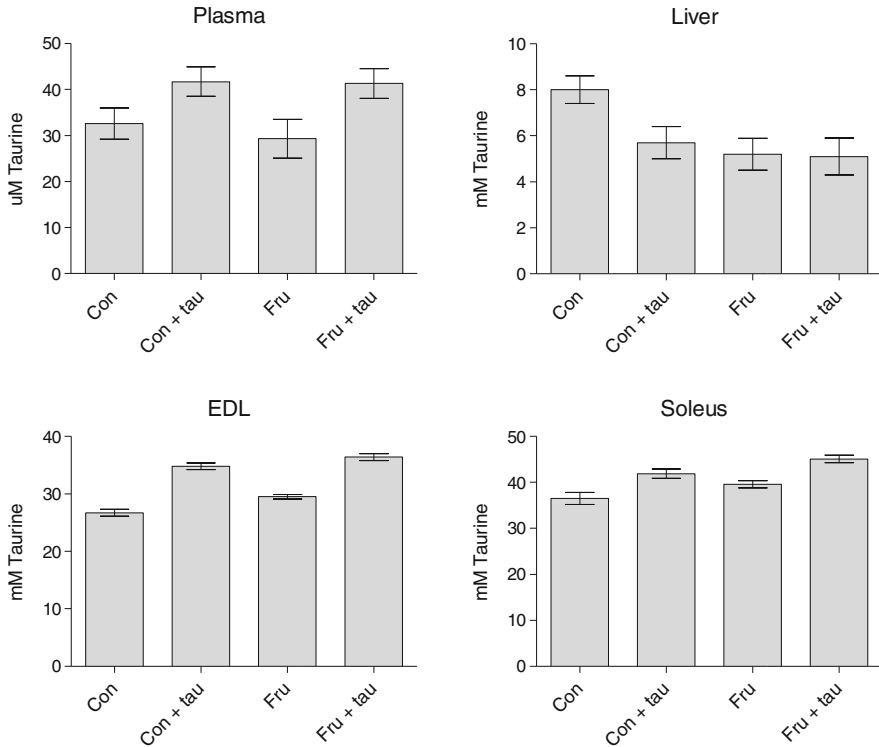 Plasma
50
40
30
20
10
0
uM Taurine
Con
Con + tau
Fru
Fru + tau
Liver
10
8
6
4
2
0
mM Taurine
Con
Con + tau
Fru
Fru + tau
EDL
40
30
20
10
0
mM Taurine
Con
Con + tau
Fru
Fru + tau
Soleus
50
40
30
20
10
0
mM Taurine
Con
Con + tau
Fru
Fru + tau